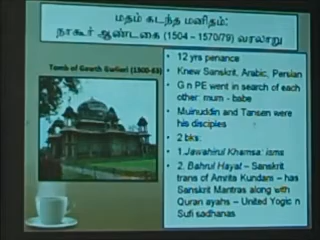 மதம் கடந்த மனிதம்:
நாகூர் ஆண்டகை (1504 – 1570/79) வரலாறு
Tomb of Gouth Gwliori (1500-63)
• 12 yrs penance
• Knew Sanskrit, Arabic, Persian
• G n PE went in search of each
other: mum - babe
• Muinuddin and Tansen were
his disciples
• 2 bks:
• 1.Jawahirul Khamsa: isms
• 2. Bahrul Hayat – Sanskrit
trans of Amrita Kundam – has
Sanskrit Mantras along with
Quran ayahs – United Yogic n
Sufi sadhanas